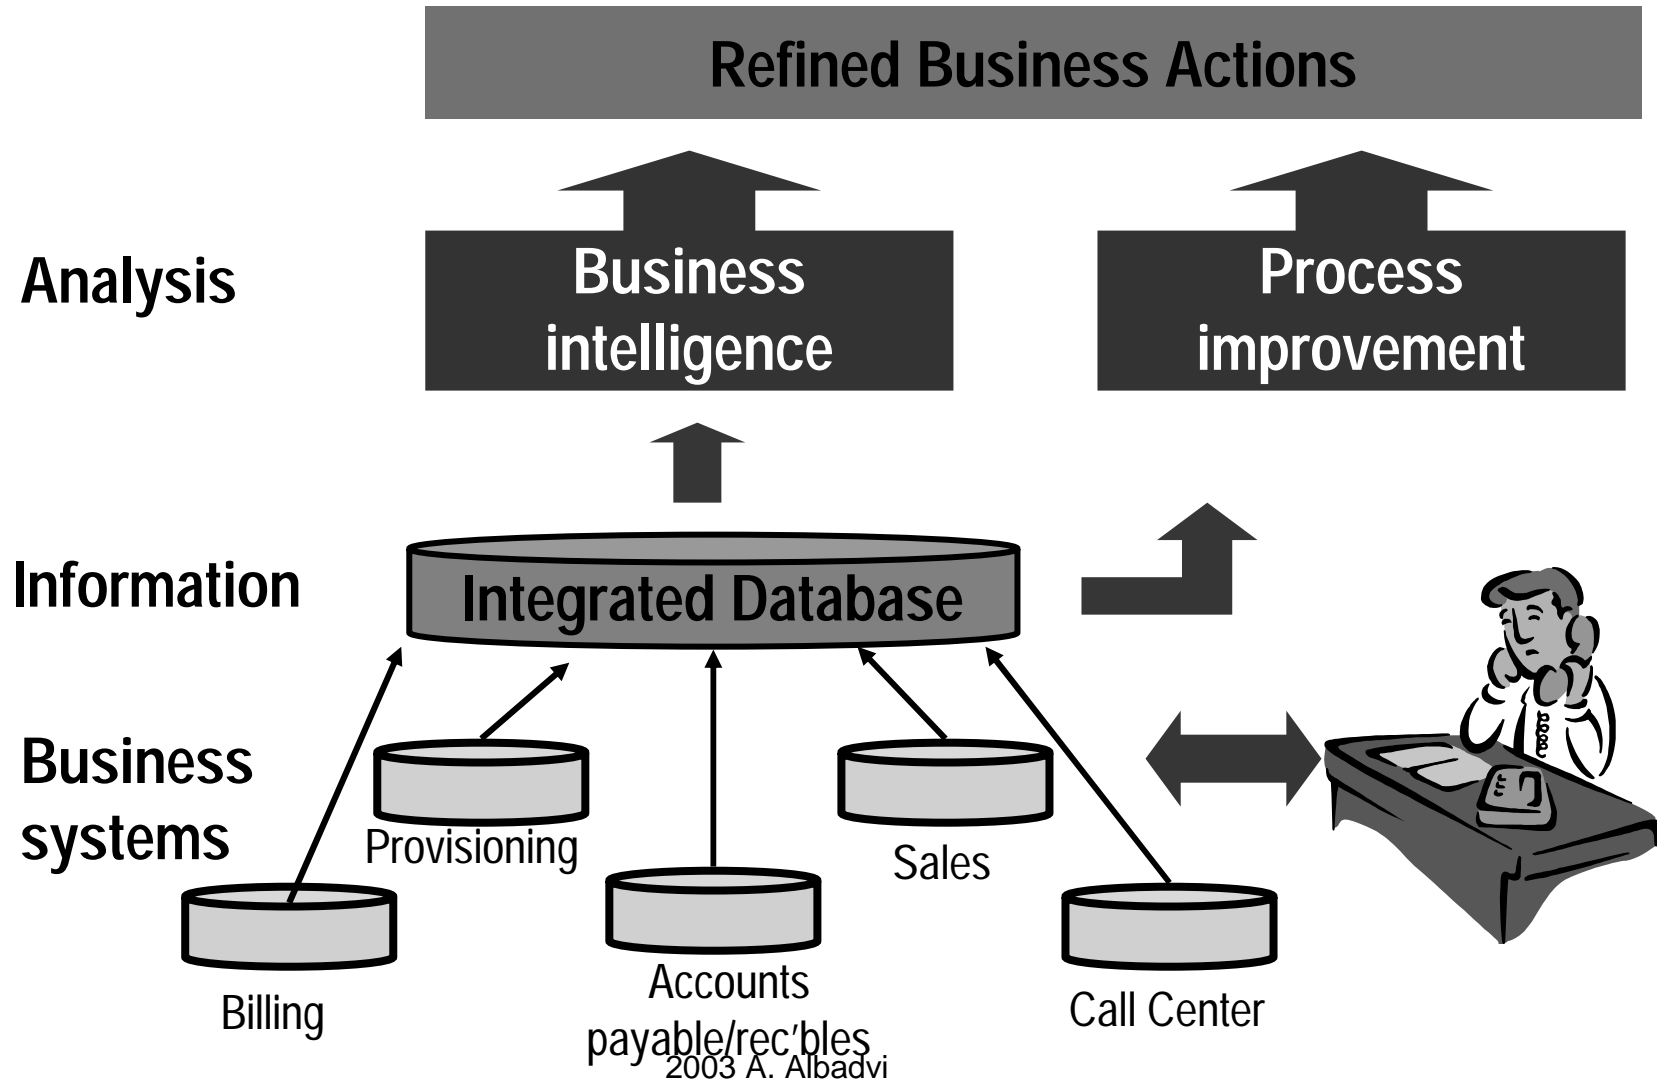 Refined Business Actions
Analysis
Business
intelligence
Process
improvement
Information
Integrated Database
Business
systems
Provisioning
Sales
Billing
Accounts
payable/rec'bles
Call Center
2003 A. Albadvi